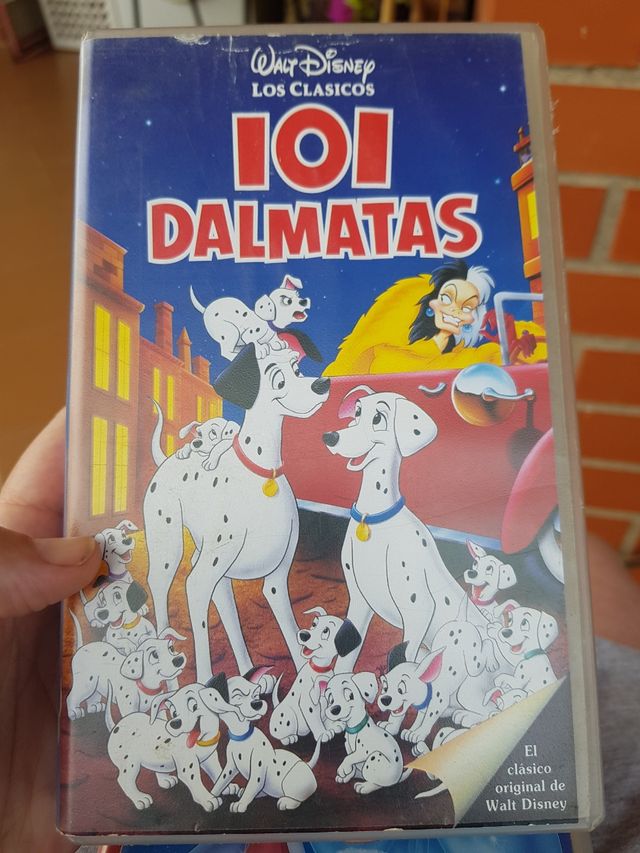 WALT DISNEY
LOS CLASICOS
101
DALMATAS
El
clásico
original de
Walt Disney